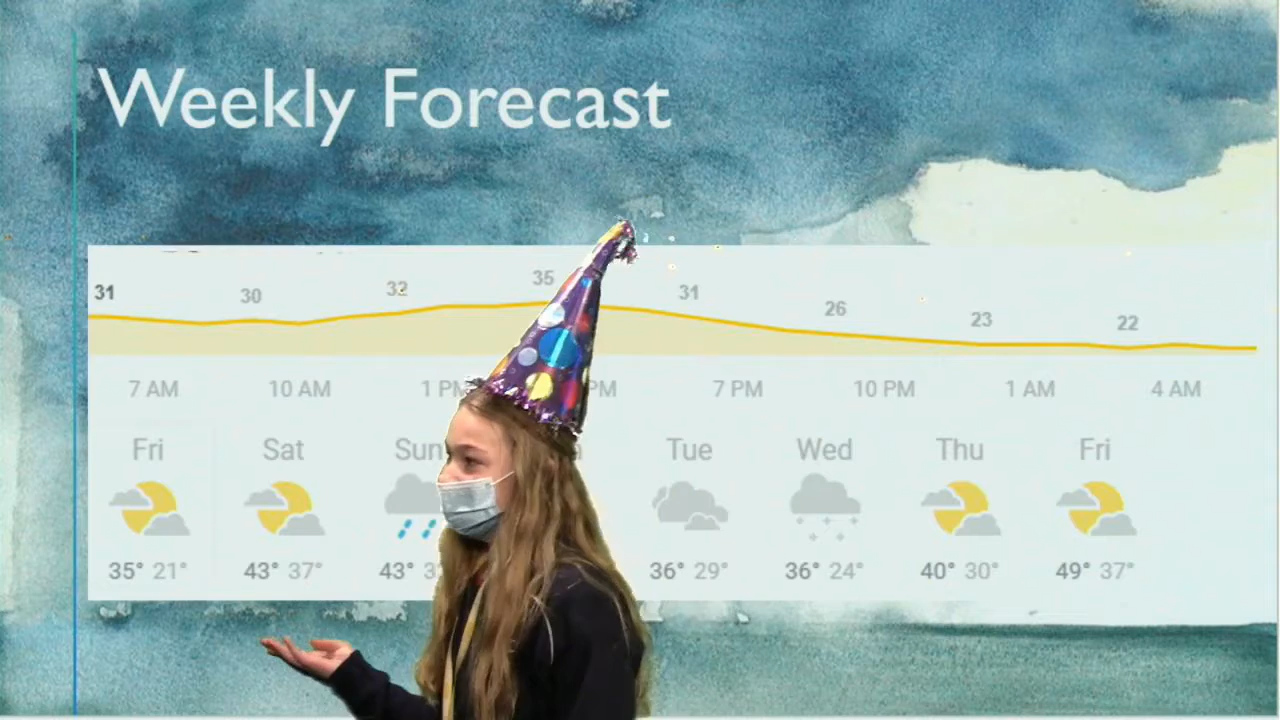 Weekly Forecast
31 30 32 35 31 26 23 22
7 AM 10 AM 1 PM PM 7 PM 10 PM 1 AM 4 AM
Fri Sat Sun Tue Wed Thu Fri
35° 21° 43° 37° 43° 36° 29° 36° 24° 40° 30° 49° 37°